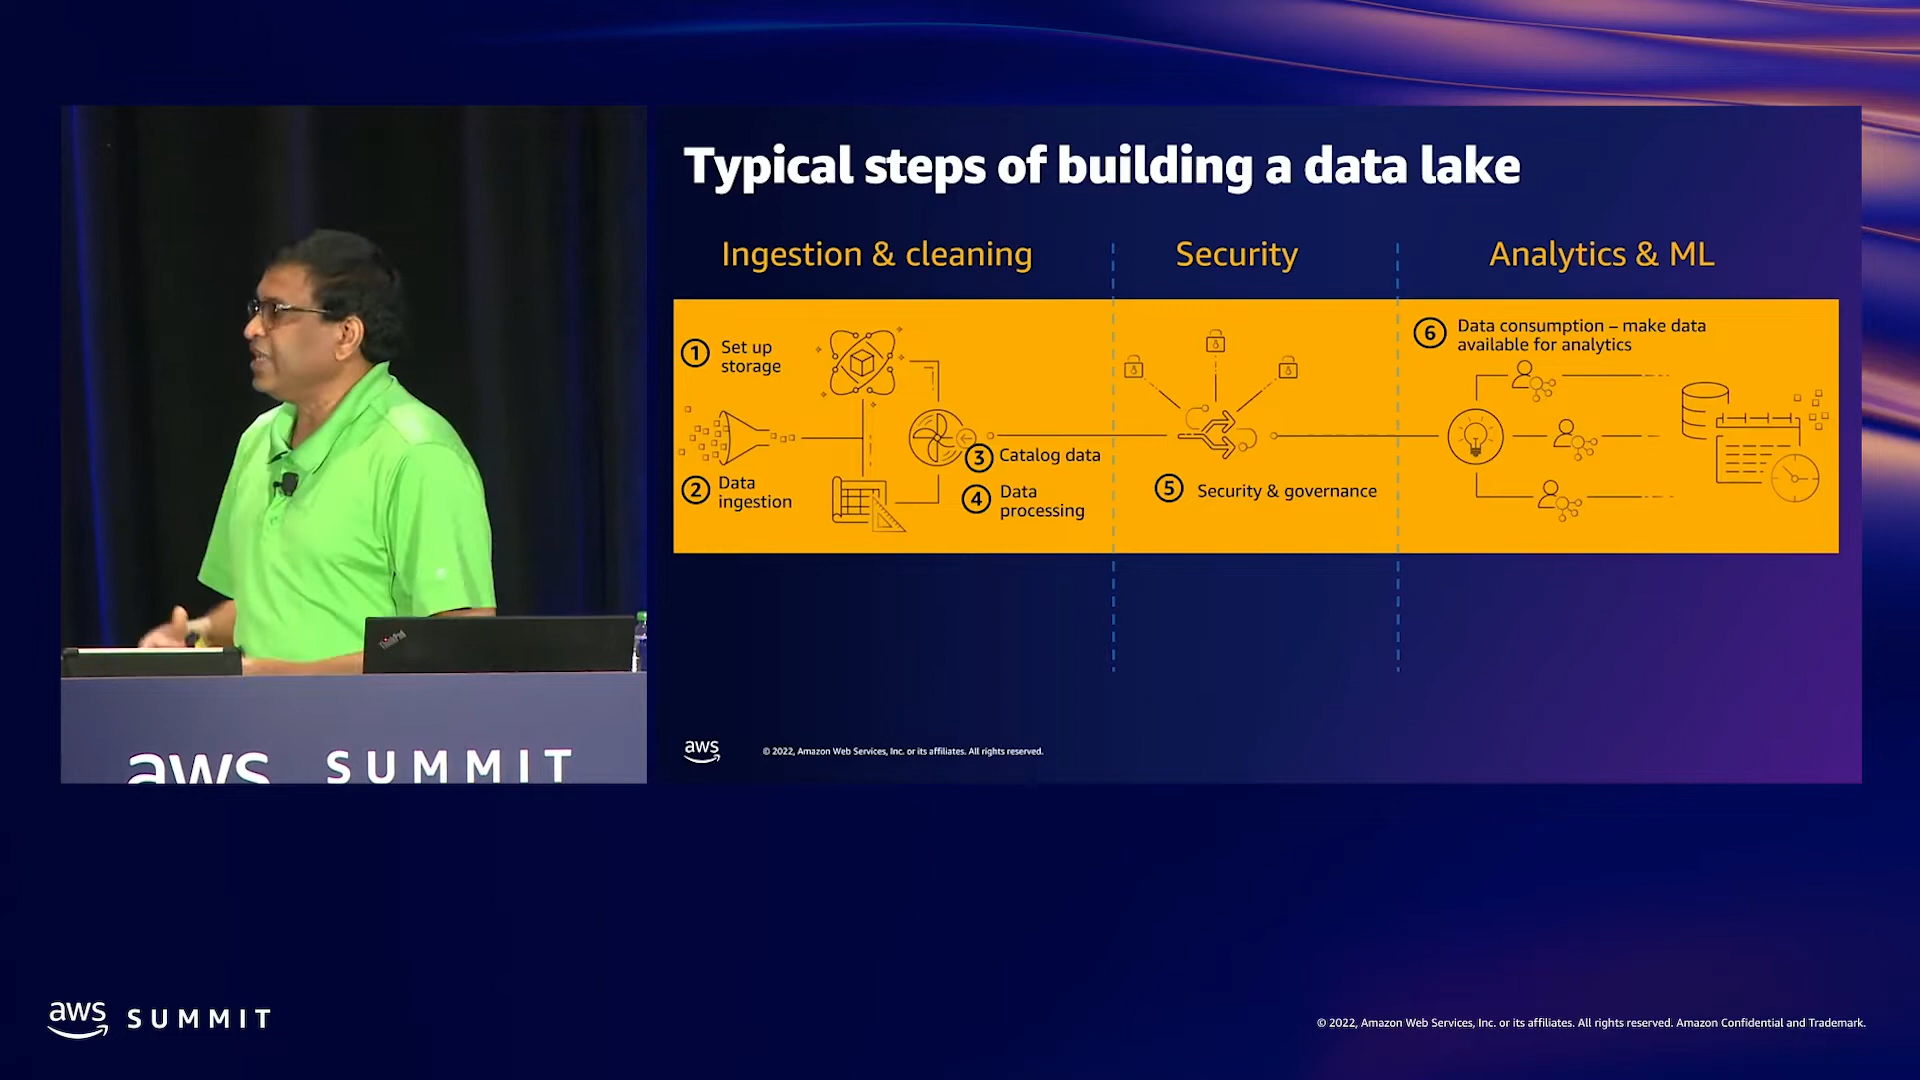 Typical steps of building a data lake
Ingestion & cleaning
Security
Analytics & ML
1 Set up
storage
2 Data
ingestion
3 Catalog data
4 Data
processing
5 Security & governance
6 Data consumption – make data
available for analytics
aws
© 2022, Amazon Web Services, Inc. or its affiliates. All rights reserved.
ThinkPad
aws SUMMIT
aws SUMMIT
© 2022, Amazon Web Services, Inc. or its affiliates. All rights reserved. Amazon Confidential and Trademark.